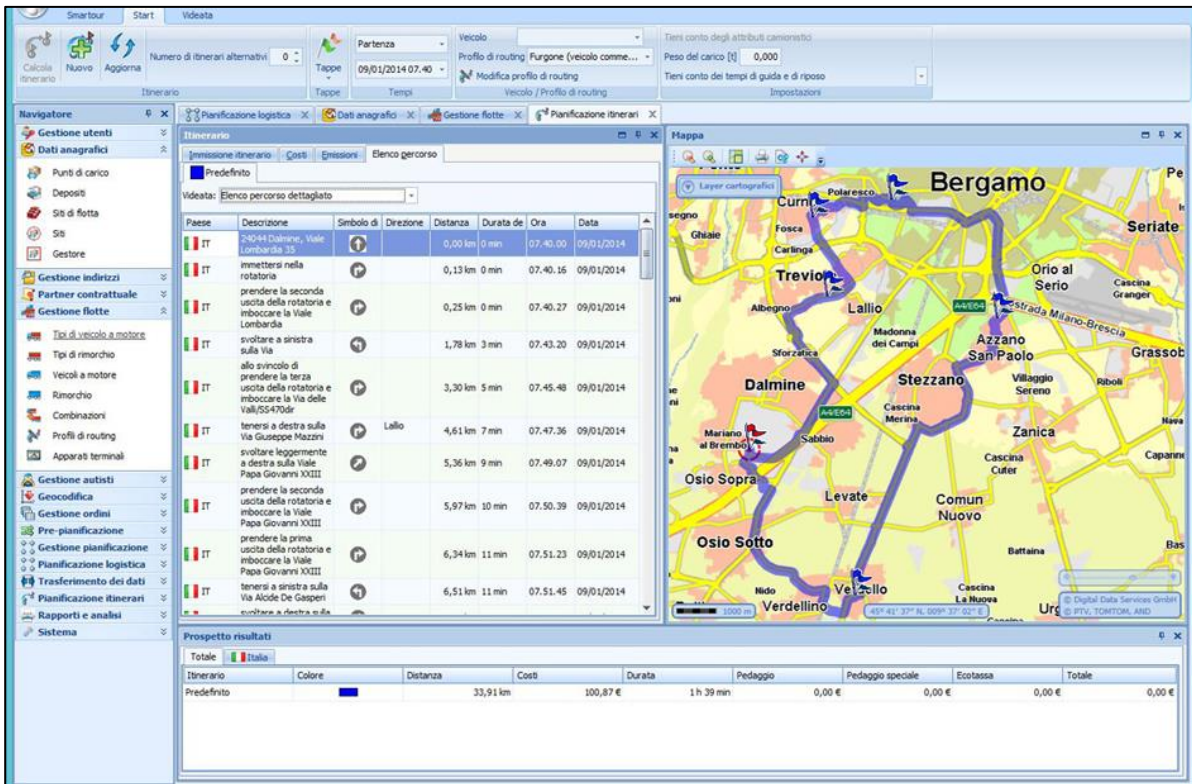 Smartour Start Videata
Calcola itinerario
Nuovo
Aggiorna
Numero di itinerari alternativi 0
Itinerario
Tappe
Tappe
Partenza
09/01/2014 07.40
Tempi
Veicolo
Profilo di routing Furgone (veicolo comme...
Modifica profilo di routing
Veicolo / Profilo di routing
Tieni conto degli attributi camionistici
Peso del carico [t] 0,000
Tieni conto dei tempi di guida e di riposo
Impostazioni
Navigatore
Gestione utenti
Dati anagrafici
Punti di carico
Depositi
Siti di flotta
Siti
Gestore
Gestione indirizzi
Partner contrattuale
Gestione flotte
Tipi di veicolo a motore
Tipi di rimorchio
Veicoli a motore
Rimorchio
Combinazioni
Profili di routing
Apparati terminali
Gestione autisti
Geocodifica
Gestione ordini
Pre-pianificazione
Gestione pianificazione
Pianificazione logistica
Trasferimento dei dati
Pianificazione itinerari
Rapporti e analisi
Sistema
Pianificazione logistica X Dati anagrafici X Gestione flotte X Pianificazione itinerari X
Itinerario
Immissione itinerario Costi Emissioni Elenco percorso
Predefinito
Videata: Elenco percorso dettagliato
Paese Descrizione Simbolo di Direzione Distanza Durata de Ora Data
IT 24044 Dalmine, Viale Lombardia 35 0,00 km 0 min 07.40.00 09/01/2014
IT immettersi nella rotatoria 0,13 km 0 min 07.40.16 09/01/2014
IT prendere la seconda uscita della rotatoria e imboccare la Viale Lombardia 0,25 km 0 min 07.40.27 09/01/2014
IT svoltare a sinistra sulla Via 1,78 km 3 min 07.43.20 09/01/2014
IT allo svincolo di prendere la terza uscita della rotatoria e imboccare la Via delle Valli/SS470dir 3,30 km 5 min 07.45.48 09/01/2014
IT tenersi a destra sulla Via Giuseppe Mazzini Lallio 4,61 km 7 min 07.47.36 09/01/2014
IT svoltare leggermente a destra sulla Viale Papa Giovanni XXIII 5,36 km 9 min 07.49.07 09/01/2014
IT prendere la seconda uscita della rotatoria e imboccare la Viale Papa Giovanni XXIII 5,97 km 10 min 07.50.39 09/01/2014
IT prendere la prima uscita della rotatoria e imboccare la Viale Papa Giovanni XXIII 6,34 km 11 min 07.51.23 09/01/2014
IT tenersi a sinistra sulla Via Alcide De Gasperi 6,51 km 11 min 07.51.45 09/01/2014
svoltare a destra sulla
Mappa
Layer cartografici
Bergamo
Polaresco
Curno
Seriate
Ghiaie
Fosca
Carlinga
Treviolo
Orio al Serio
Cascina Granger
Albegno
Lallio
A4/E64
Strada Milano-Brescia
Madonna dei Campi
Azzano San Paolo
Sforzatica
Grassob
Dalmine
Stezzano
Villaggio Sereno
Riboli
A4/E64
Cascina Merina
Nava
Mariano al Brembo
Sabbio
Zanica
Osio Sopra
Cascina Cuter
Capann
Levate
Comun Nuovo
Osio Sotto
Battaina
Bas
Nido
Verdello
Cascina La Nuova
Verdellino
Urg
1000 m
45° 41' 37" N, 009° 37' 02" E
© Digital Data Services GmbH
© PTV, TOMTOM, AND
Prospetto risultati
Totale Italia
Itinerario Colore Distanza Costi Durata Pedaggio Pedaggio speciale Ecotassa Totale
Predefinito 33,91 km 100,87 € 1 h 39 min 0,00 € 0,00 € 0,00 € 0,00 €